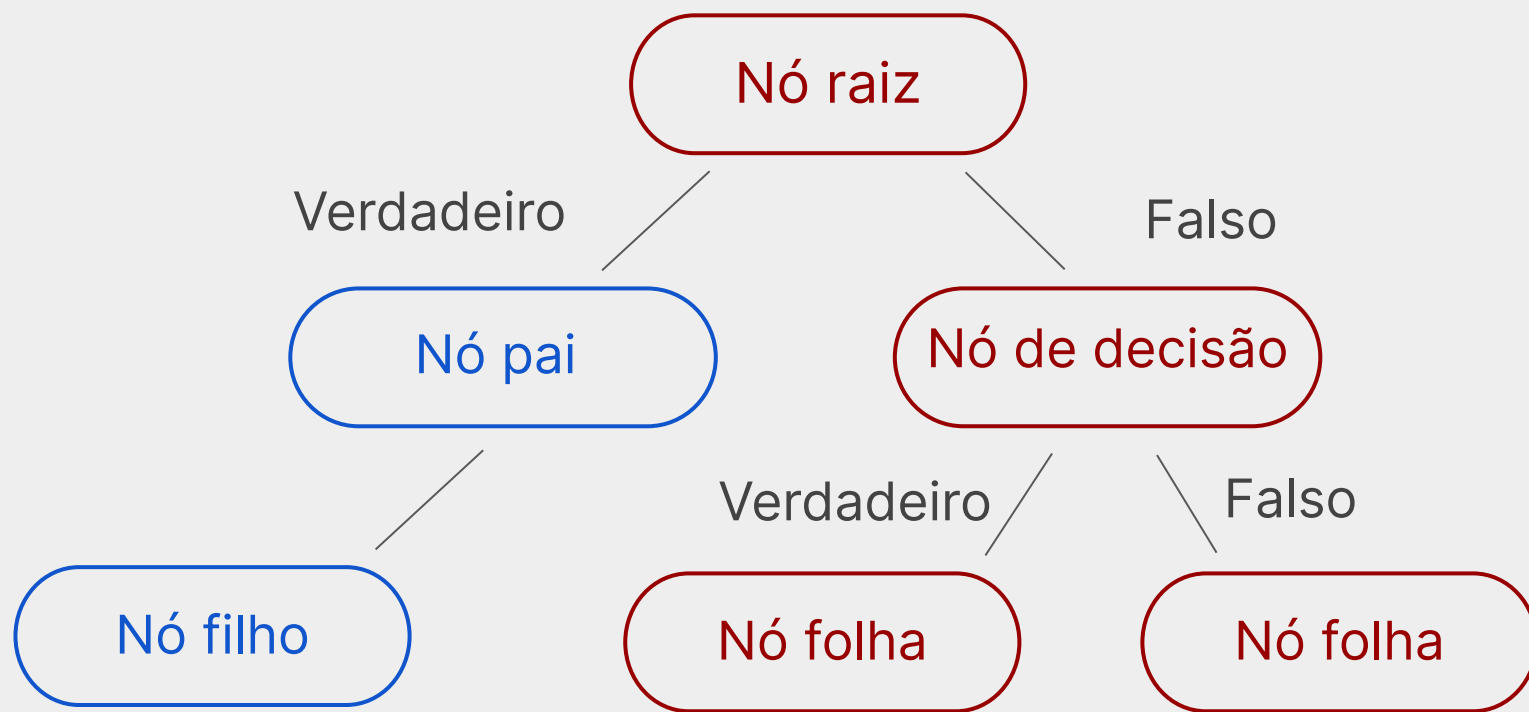 Nó raiz
Verdadeiro
Falso
Nó pai
Nó de decisão
Verdadeiro
Falso
Nó filho
Nó folha
Nó folha